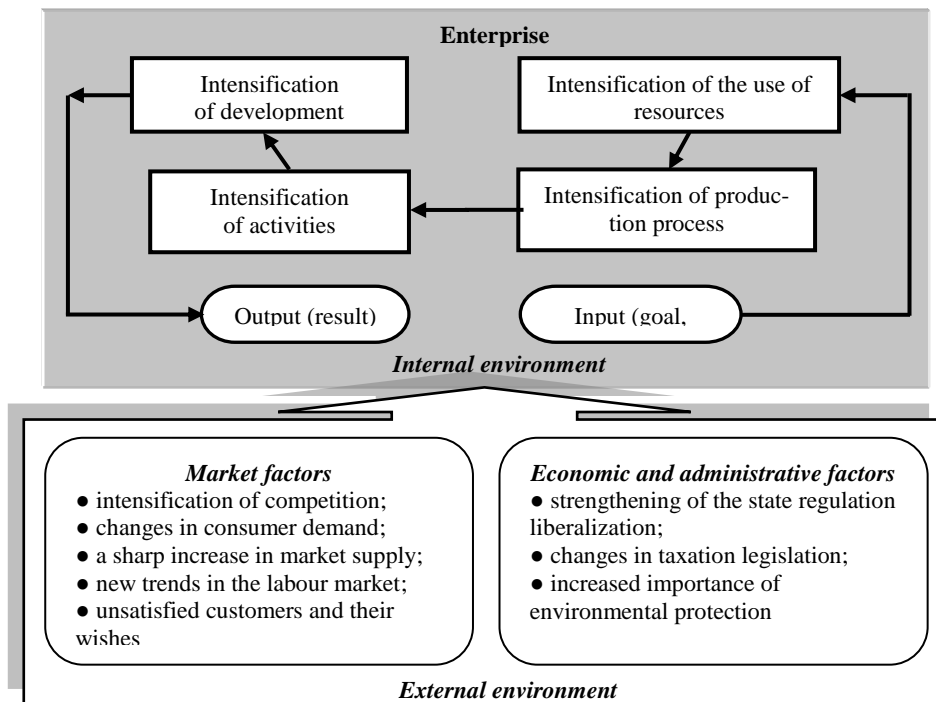 Enterprise
Intensification
of development
Intensification of the use of
resources
Intensification
of activities
Intensification of produc-
tion process
Output (result)
Input (goal,
Internal environment
Market factors
● intensification of competition;
● changes in consumer demand;
● a sharp increase in market supply;
● new trends in the labour market;
● unsatisfied customers and their
wishes
Economic and administrative factors
● strengthening of the state regulation
liberalization;
● changes in taxation legislation;
● increased importance of
environmental protection
External environment